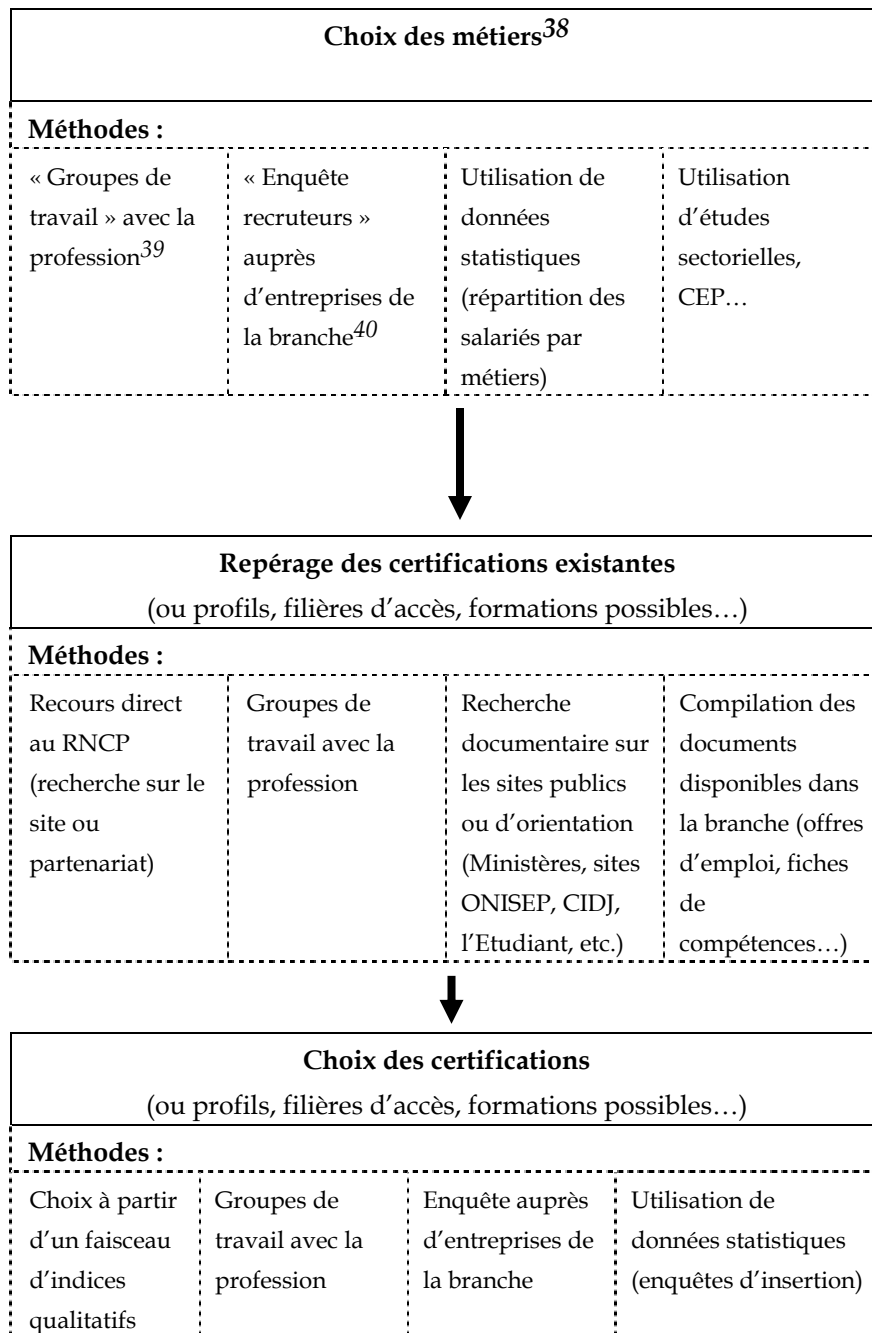 Choix des métiers38
Méthodes :
« Groupes de
travail » avec la
profession39
« Enquête
recruteurs »
auprès
d’entreprises de
la branche40
Utilisation de
données
statistiques
(répartition des
salariés par
métiers)
Utilisation
d’études
sectorielles,
CEP…
Repérage des certifications existantes
(ou profils, filières d’accès, formations possibles…)
Méthodes :
Recours direct
au RNCP
(recherche sur le
site ou
partenariat)
Groupes de
travail avec la
profession
Recherche
documentaire sur
les sites publics
ou d’orientation
(Ministères, sites
ONISEP, CIDJ,
l’Etudiant, etc.)
Compilation des
documents
disponibles dans
la branche (offres
d’emploi, fiches
de
compétences…)
Choix des certifications
(ou profils, filières d’accès, formations possibles…)
Méthodes :
Choix à partir
d’un faisceau
d’indices
qualitatifs
Groupes de
travail avec la
profession
Enquête auprès
d’entreprises de
la branche
Utilisation de
données statistiques
(enquêtes d’insertion)